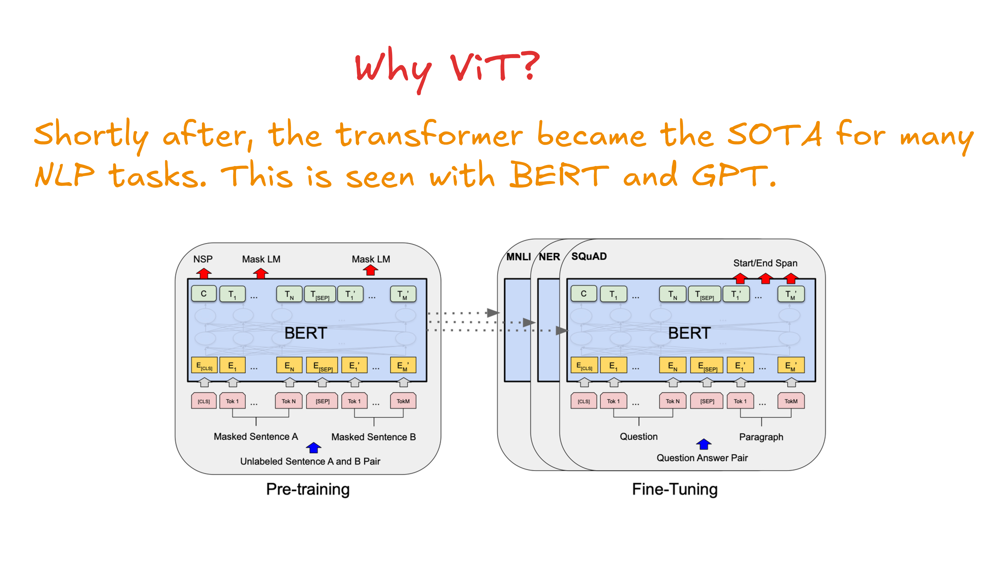 Why ViT?
Shortly after, the transformer became the SOTA for many
NLP tasks. This is seen with BERT and GPT.
NSP Mask LM Mask LM
C T1 ... TN T[SEP] T1' ... TM'
BERT
E[CLS] E1 ... EN E[SEP] E1' ... EM'
[CLS] Tok 1 ... Tok N [SEP] Tok 1 ... TokM
Masked Sentence A Masked Sentence B
Unlabeled Sentence A and B Pair
Pre-training
MNLI NER SQuAD
Start/End Span
C T1 ... TN T[SEP] T1' ... TM'
BERT
E[CLS] E1 ... EN E[SEP] E1' ... EM'
[CLS] Tok 1 ... Tok N [SEP] Tok 1 ... TokM
Question Paragraph
Question Answer Pair
Fine-Tuning